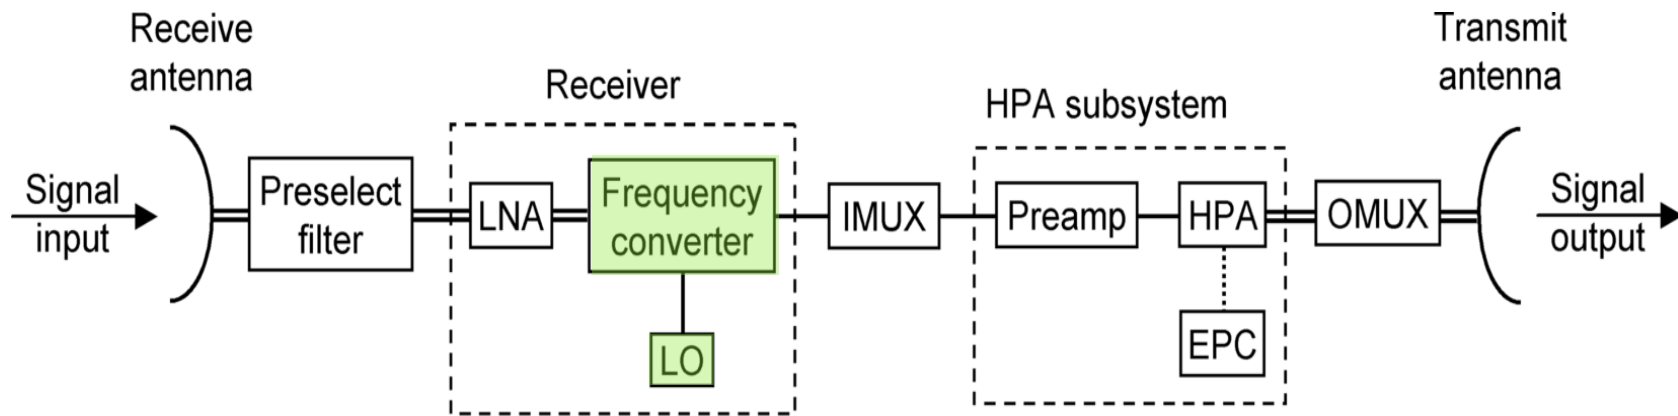 Receive
antenna
Transmit
antenna
Receiver
HPA subsystem
Signal
input
Preselect
filter
LNA
Frequency
converter
LO
IMUX
Preamp
HPA
EPC
OMUX
Signal
output